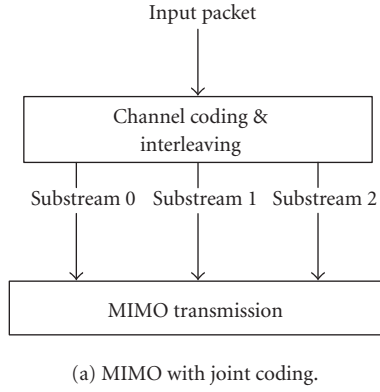 Input packet
Channel coding &
interleaving
Substream 0 Substream 1 Substream 2
MIMO transmission
(a) MIMO with joint coding.